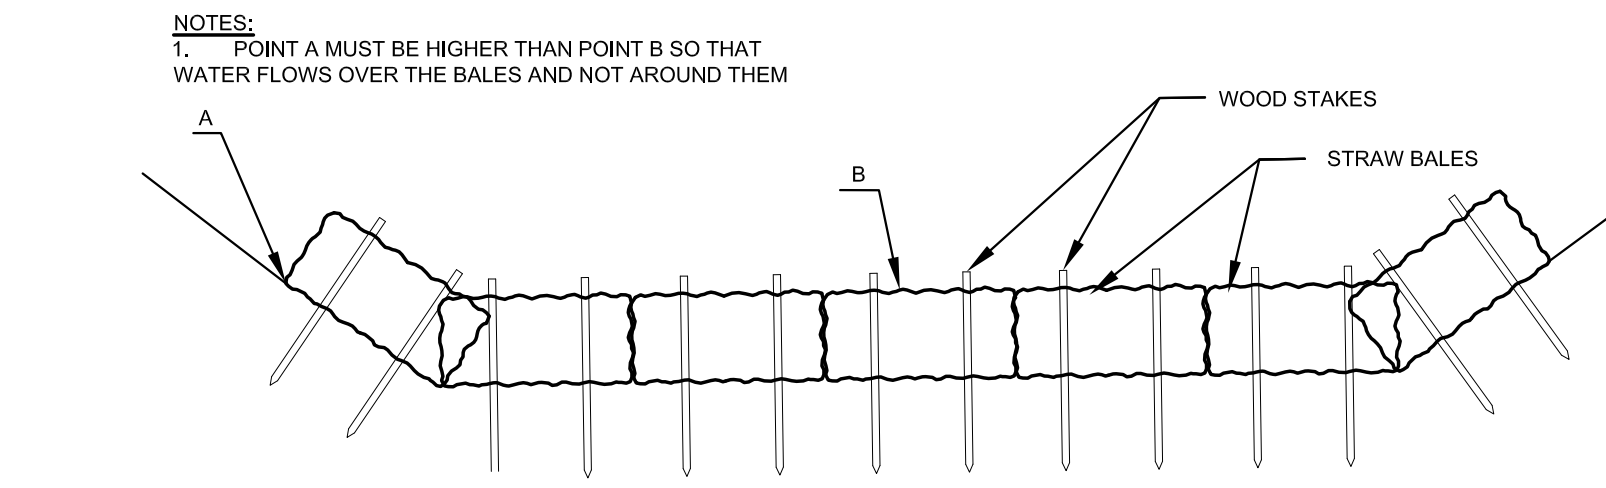 NOTES:
1. POINT A MUST BE HIGHER THAN POINT B SO THAT
WATER FLOWS OVER THE BALES AND NOT AROUND THEM
WOOD STAKES
A
STRAW BALES
B